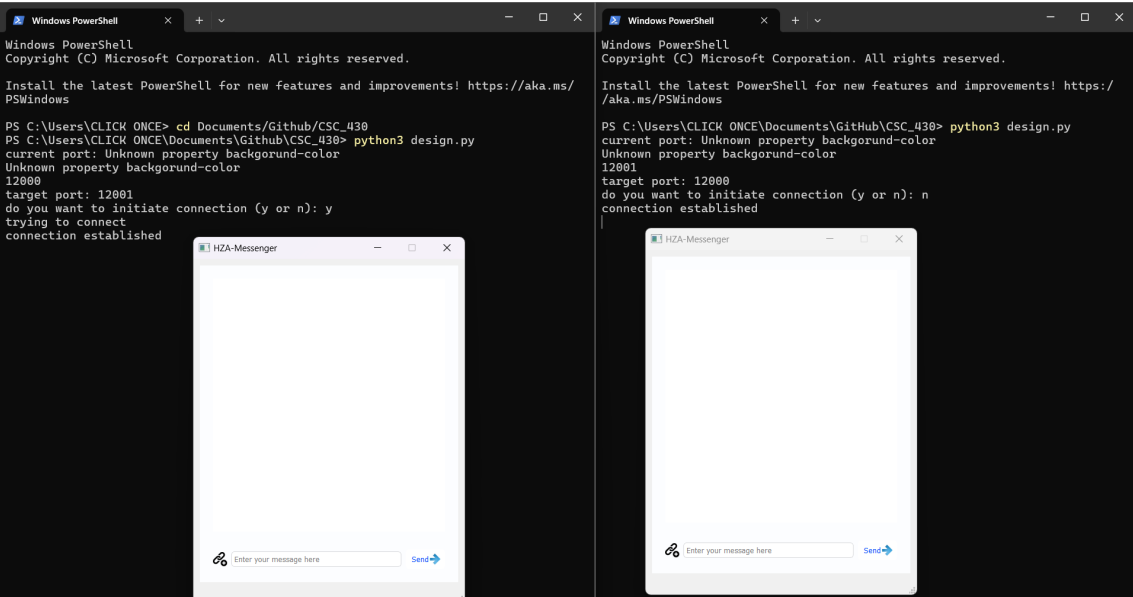 Windows PowerShell
Windows PowerShell
Copyright (C) Microsoft Corporation. All rights reserved.
Install the latest PowerShell for new features and improvements! https://aka.ms/
PSWindows
PS C:\Users\CLICK ONCE> cd Documents/Github/CSC_430
PS C:\Users\CLICK ONCE\Documents\Github\CSC_430> python3 design.py
current port: Unknown property backgorund-color
Unknown property backgorund-color
12000
target port: 12001
do you want to initiate connection (y or n): y
trying to connect
connection established
HZA-Messenger
Enter your message here
Send
Windows PowerShell
Windows PowerShell
Copyright (C) Microsoft Corporation. All rights reserved.
Install the latest PowerShell for new features and improvements! https:/
/aka.ms/PSWindows
PS C:\Users\CLICK ONCE\Documents\GitHub\CSC_430> python3 design.py
current port: Unknown property backgorund-color
Unknown property backgorund-color
12001
target port: 12000
do you want to initiate connection (y or n): n
connection established
HZA-Messenger
Enter your message here
Send